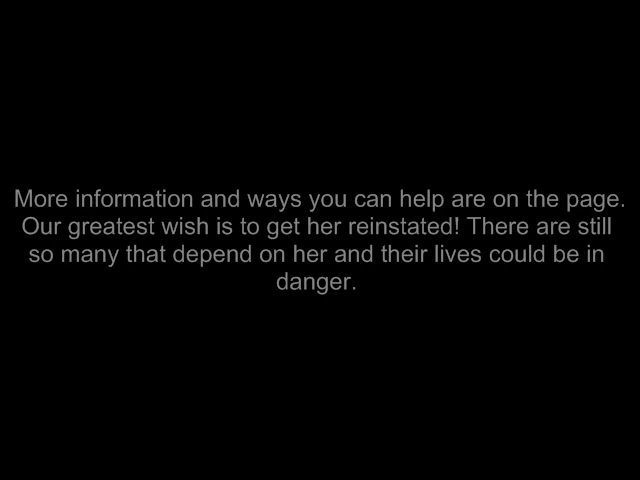 More information and ways you can help are on the page.
Our greatest wish is to get her reinstated! There are still
so many that depend on her and their lives could be in
danger.